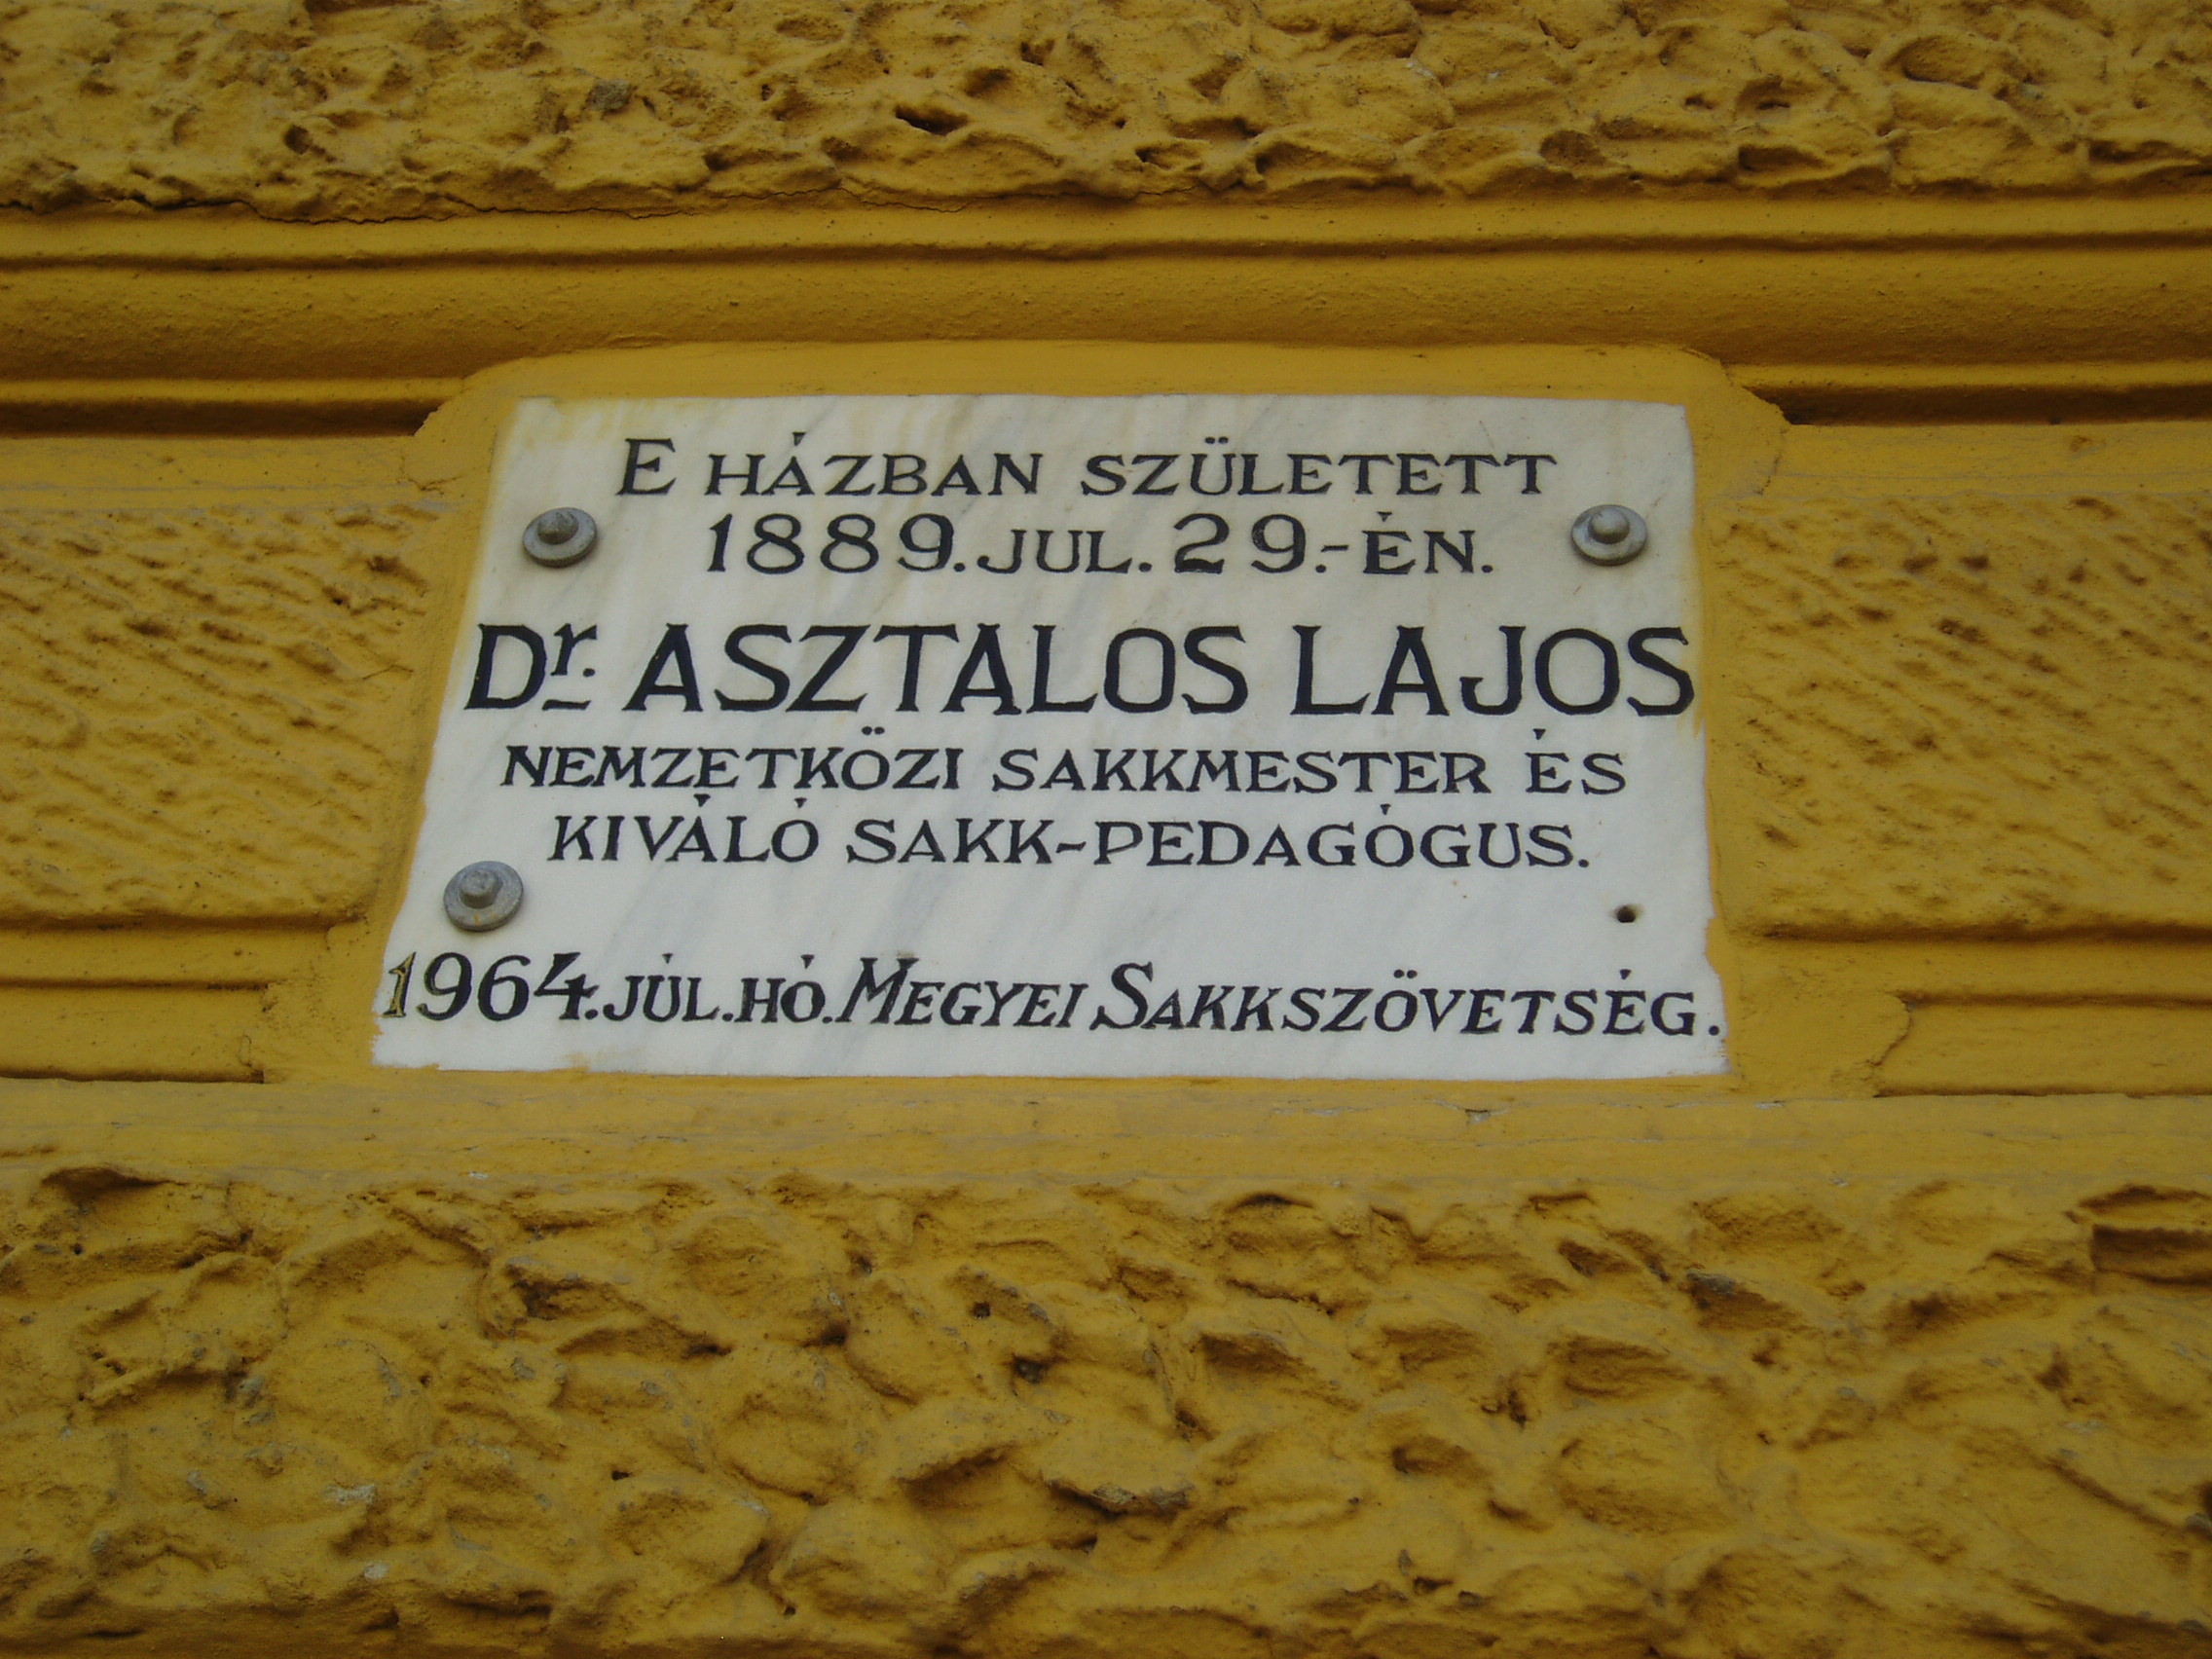 E HÁZBAN SZÜLETETT
1889. JUL. 29.-ÉN.
Dr. ASZTALOS LAJOS
NEMZETKÖZI SAKKMESTER ÉS
KIVÁLÓ SAKK-PEDAGÓGUS.
1964. JÚL. HÓ. MEGYEI SAKKSZÖVETSÉG.